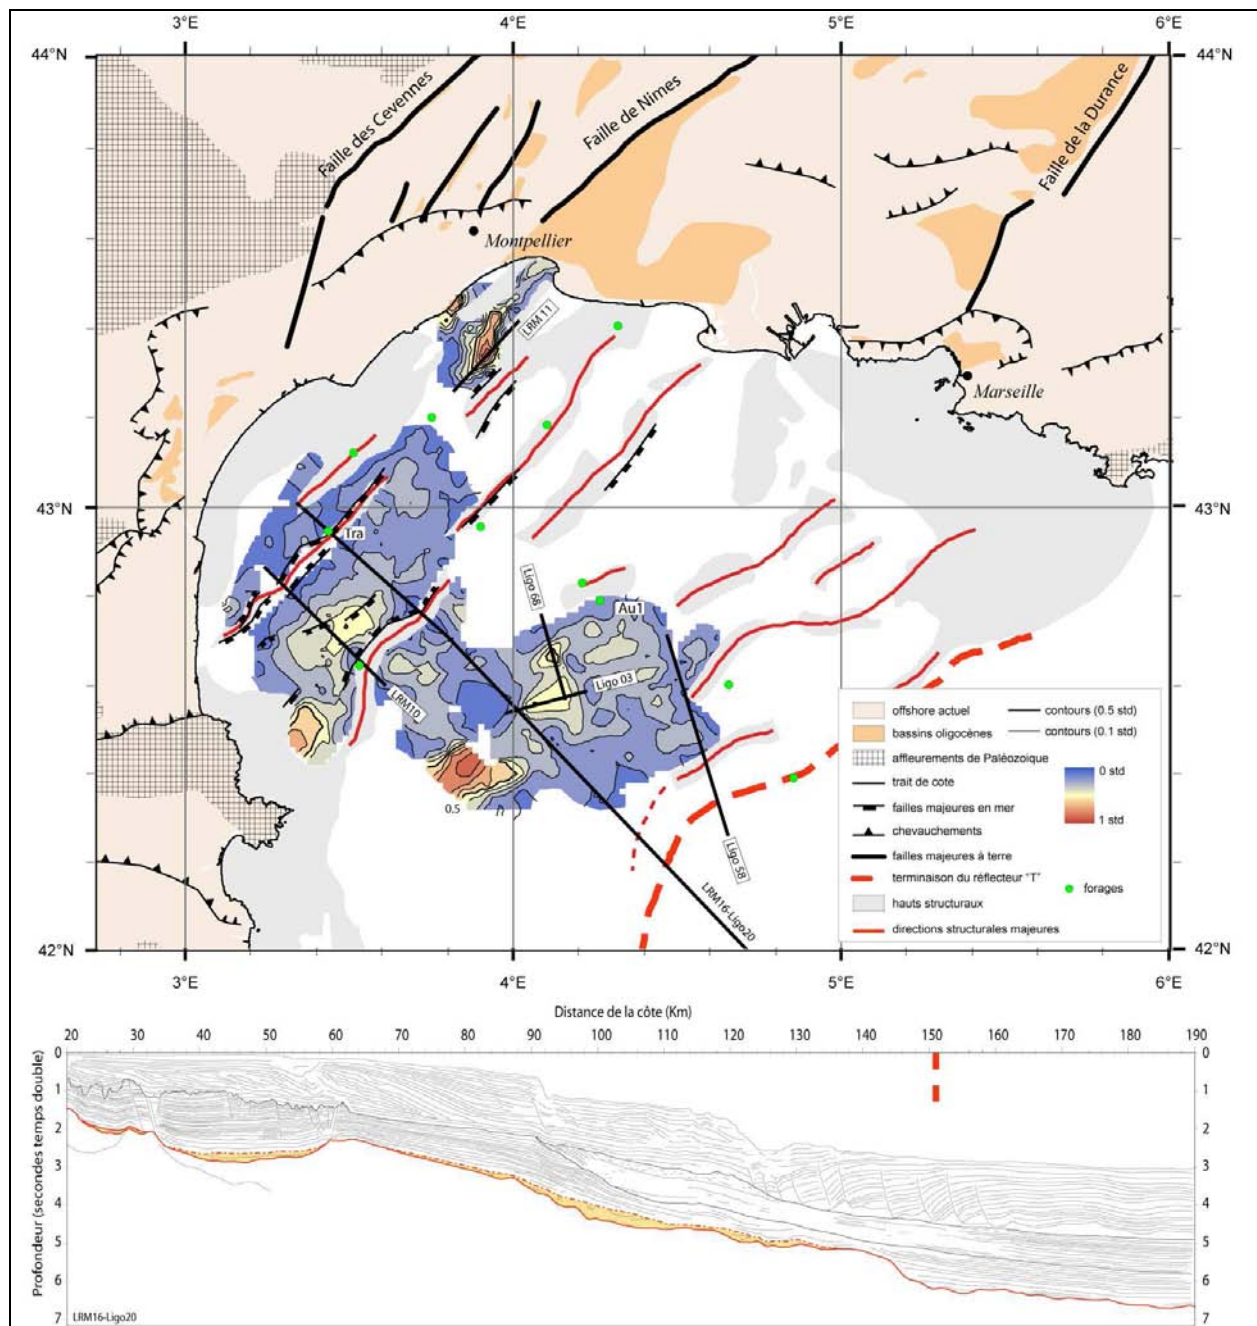 3°E 4°E 5°E 6°E
44°N 44°N
Faille des Cevennes
Faille de Nimes
Faille de la Durance
Montpellier
LRM 11
Marseille
43°N 43°N
Tra
Ligo 68
Au1
Ligo 03
LRM10
0.5
Ligo 58
LRM16-Ligo20
offshore actuel
bassins oligocènes
affleurements de Paléozoique
trait de cote
failles majeures en mer
chevauchements
failles majeures à terre
terminaison du réflecteur "T"
hauts structuraux
directions structurales majeures
contours (0.5 std)
contours (0.1 std)
0 std
1 std
forages
42°N 42°N
3°E 4°E 5°E 6°E
Distance de la côte (Km)
20 30 40 50 60 70 80 90 100 110 120 130 140 150 160 170 180 190
Profondeur (secondes temps double)
0 0
1 1
2 2
3 3
4 4
5 5
6 6
7 7
LRM16-Ligo20